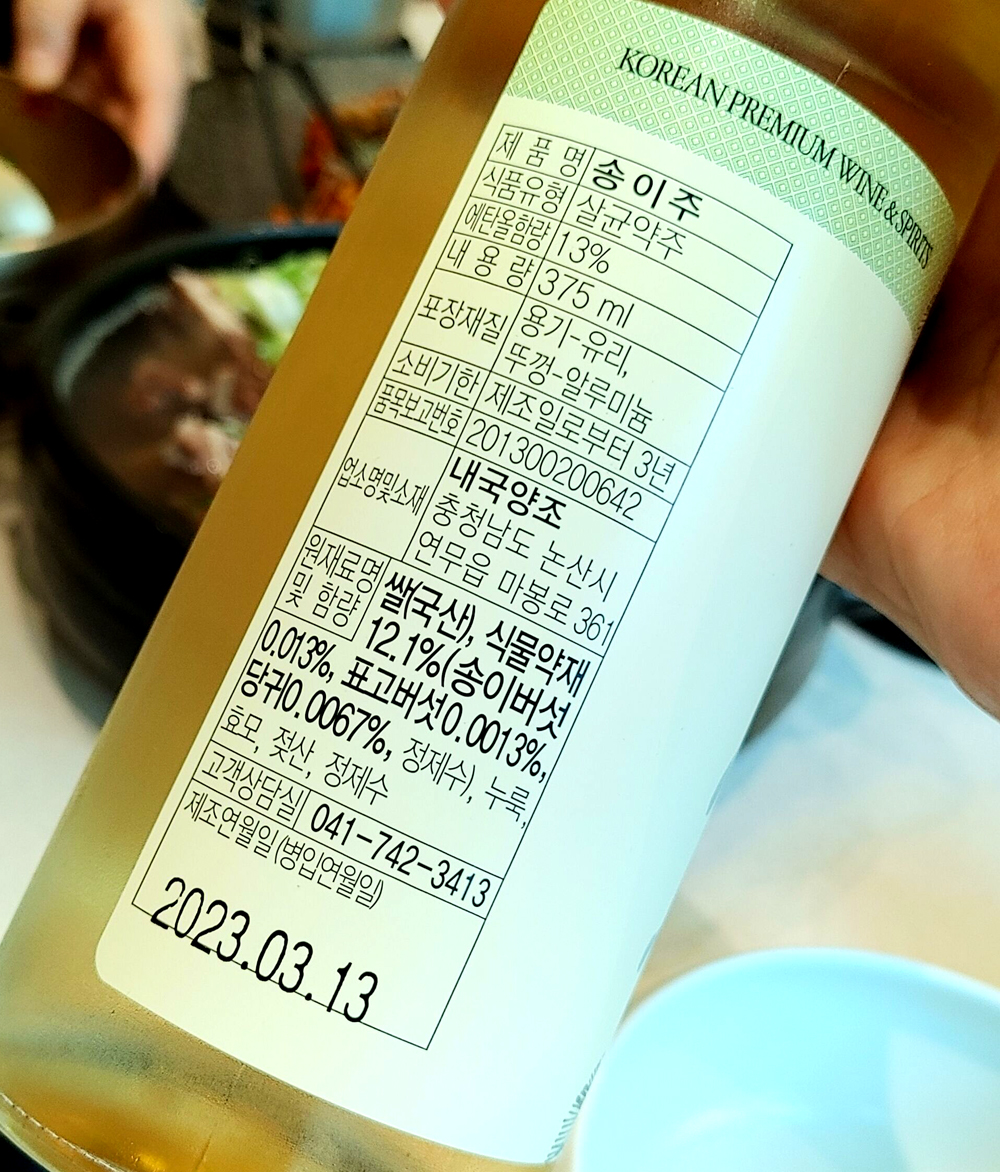 KOREAN PREMIUM WINE & SPIRITS
제 품 명 송이주
식품유형 살균약주
에탄올함량 13%
내 용 량 375 ml
포장재질 용기-유리,
뚜껑-알루미늄
소비기한 제조일로부터 3년
품목보고번호 201300200642
업소명및소재 내국양조
충청남도 논산시
연무읍 마봉로 361
원재료명 쌀(국산), 식물약재
및 함량 12.1%(송이버섯
0.013%, 표고버섯0.0013%,
당귀0.0067%, 정제수), 누룩,
효모, 젖산, 정제수
고객상담실 041-742-3413
제조연월일(병입연월일)
2023.03.13